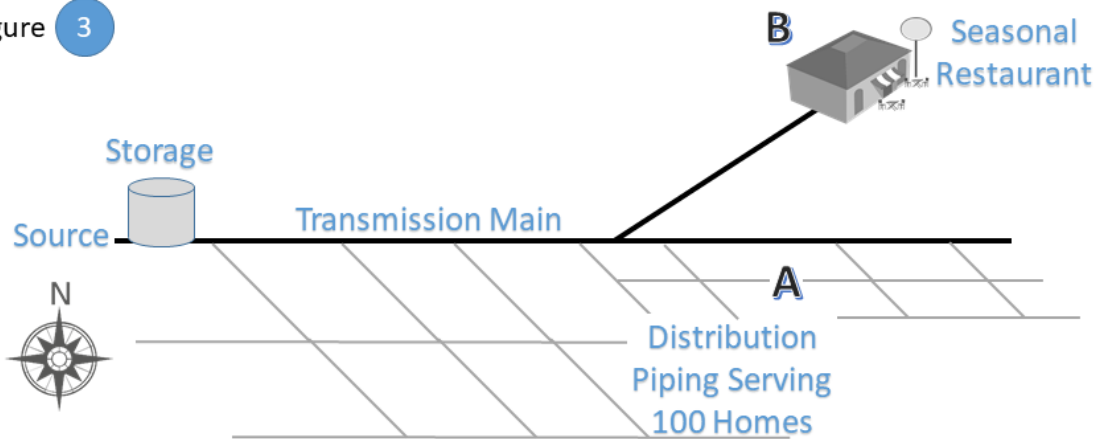 gure 3
B
Seasonal
Restaurant
Storage
Source
Transmission Main
N
A
Distribution
Piping Serving
100 Homes